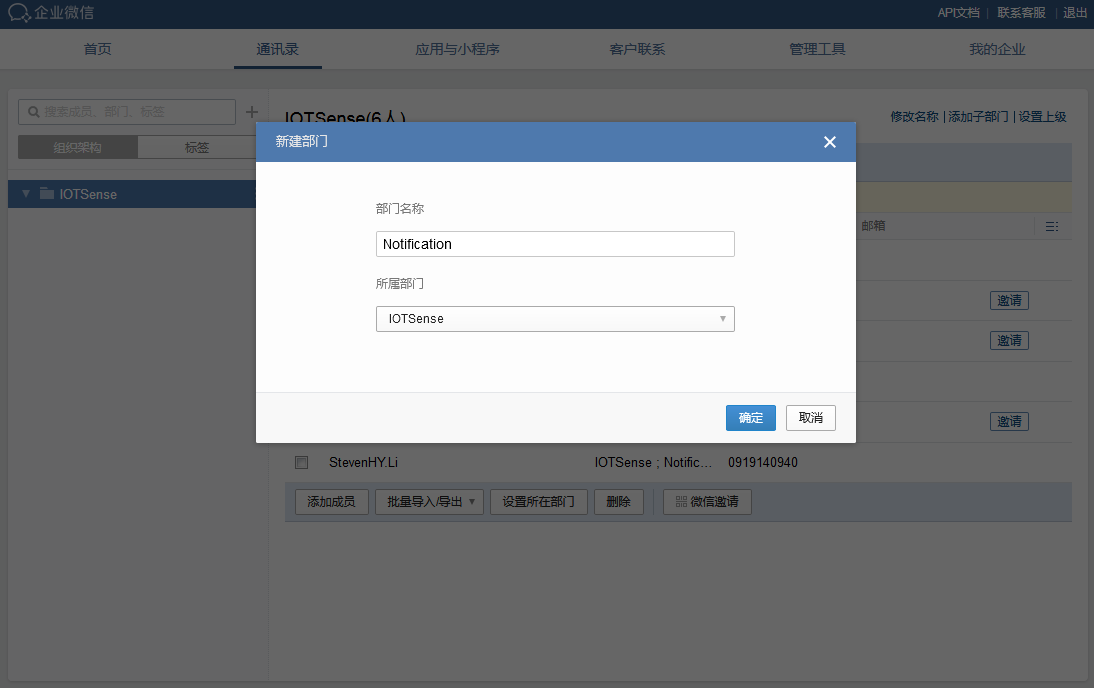 企业微信
API文档 | 联系客服 | 退出
首页 通讯录 应用与小程序 客户联系 管理工具 我的企业
搜索成员、部门、标签
IOTSense(6人)
修改名称 | 添加子部门 | 设置上级
组织架构 标签
IOTSense
新建部门
部门名称
Notification
邮箱
所属部门
IOTSense
邀请
邀请
确定 取消
邀请
StevenHY.Li IOTSense ; Notific... 0919140940
添加成员 批量导入/导出 设置所在部门 删除 微信邀请